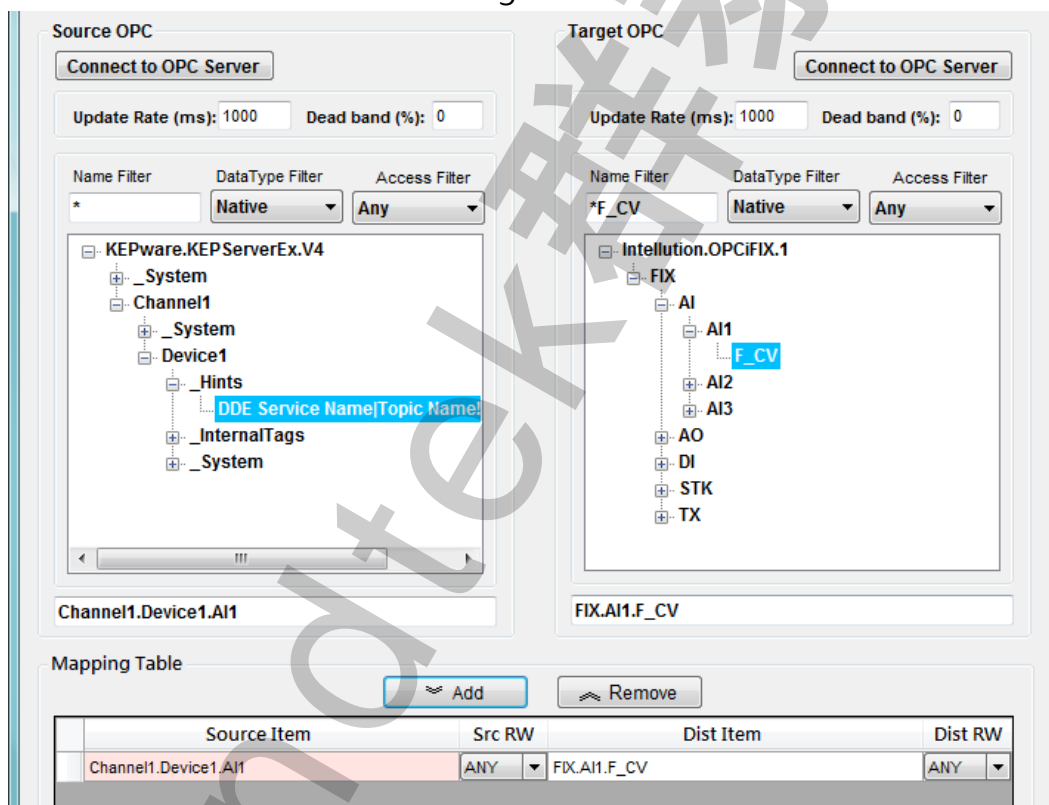 Source OPC
Connect to OPC Server
Update Rate (ms): 1000 Dead band (%): 0
Name Filter DataType Filter Access Filter
* Native Any
KEPware.KEPServerEx.V4
_System
Channel1
_System
Device1
_Hints
DDE Service Name|Topic Name!
_InternalTags
_System
Channel1.Device1.AI1
Target OPC
Connect to OPC Server
Update Rate (ms): 1000 Dead band (%): 0
Name Filter DataType Filter Access Filter
*F_CV Native Any
Intellution.OPCiFIX.1
FIX
AI
AI1
F_CV
AI2
AI3
AO
DI
STK
TX
FIX.AI1.F_CV
Mapping Table
Add Remove
Source Item Src RW Dist Item Dist RW
Channel1.Device1.AI1 ANY FIX.AI1.F_CV ANY